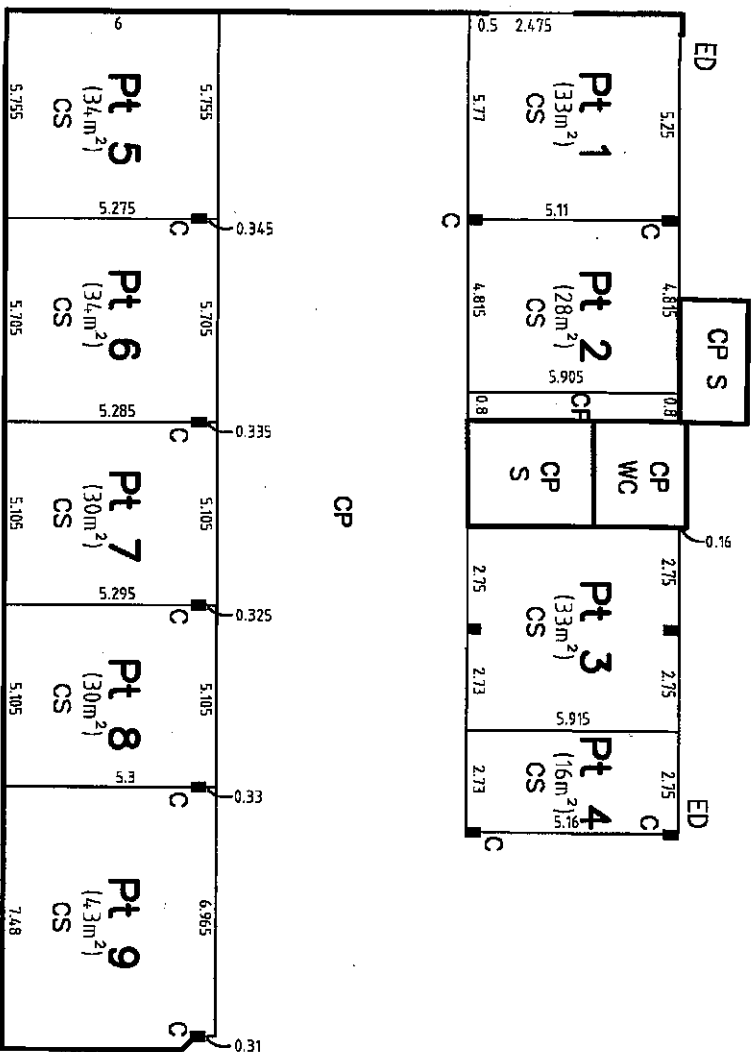 ED
0.5 2.475
5.25
Pt 1
(33m²)
CS
5.77
5.11
C
C
4.815
Pt 2
(28m²)
CS
4.815
5.905
CP S
0.8
0.8
CP
WC
CP
S
0.16
2.75
2.75
Pt 3
(33m²)
CS
2.75
2.73
5.915
ED
2.75
Pt 4
(16m²)
CS
2.73
5.16
C
C
CP
6
5.755
Pt 5
(34m²)
CS
5.755
5.275
C
0.345
5.705
Pt 6
(34m²)
CS
5.705
5.285
C
0.335
5.105
Pt 7
(30m²)
CS
5.105
5.295
C
0.325
5.105
Pt 8
(30m²)
CS
5.105
5.3
C
0.33
6.965
Pt 9
(43m²)
CS
7.48
C
0.31